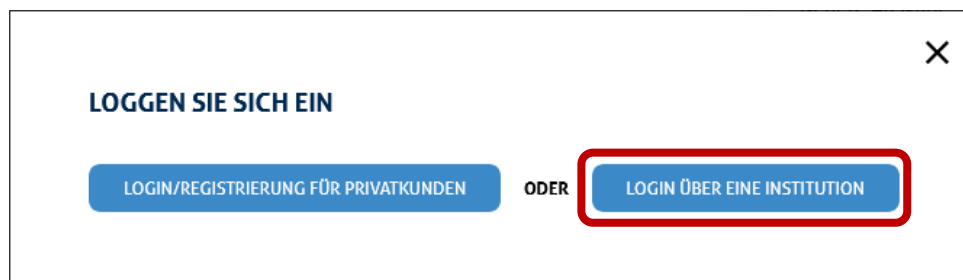 LOGGEN SIE SICH EIN
LOGIN/REGISTRIERUNG FÜR PRIVATKUNDEN ODER LOGIN ÜBER EINE INSTITUTION